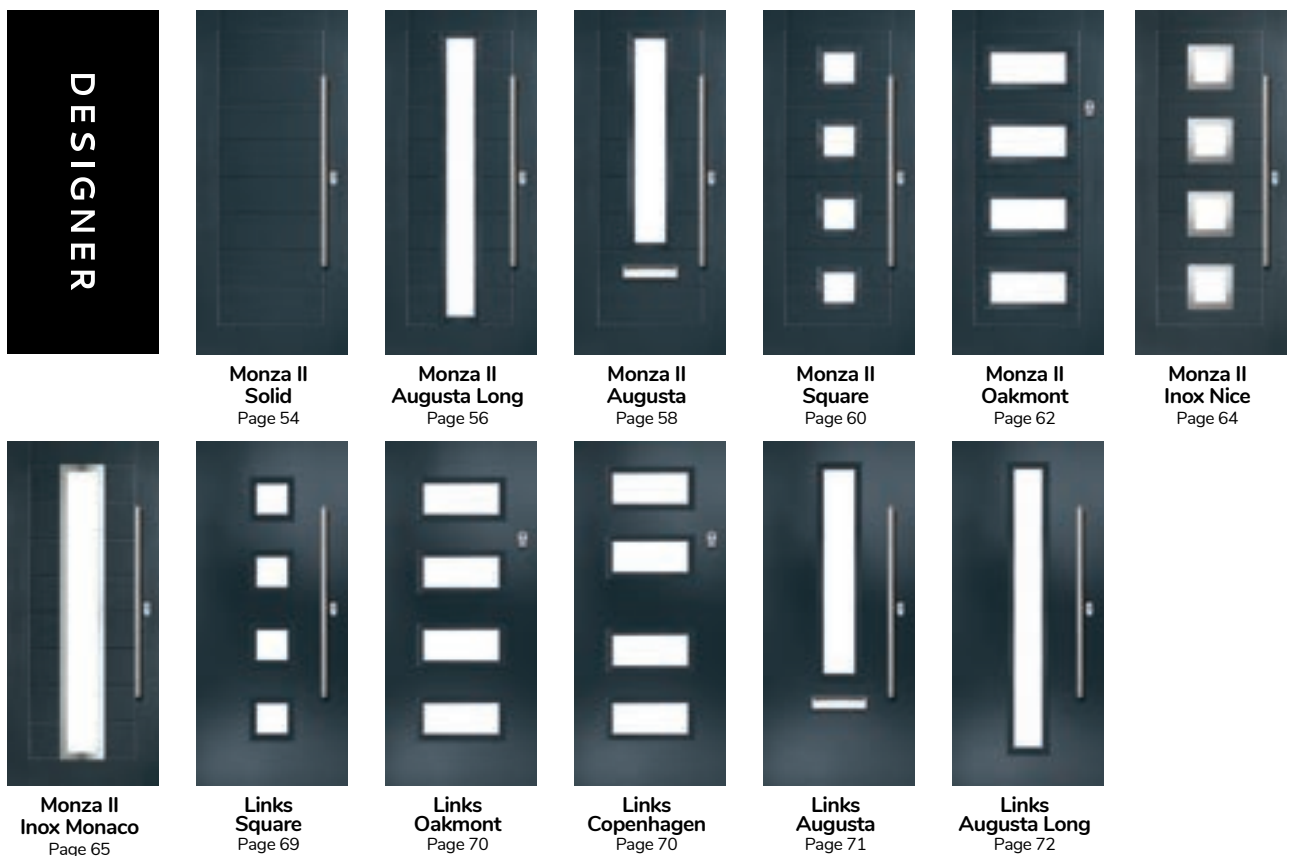 DESIGNER
Monza II
Solid
Page 54
Monza II
Augusta Long
Page 56
Monza II
Augusta
Page 58
Monza II
Square
Page 60
Monza II
Oakmont
Page 62
Monza II
Inox Nice
Page 64
Monza II
Inox Monaco
Page 65
Links
Square
Page 69
Links
Oakmont
Page 70
Links
Copenhagen
Page 70
Links
Augusta
Page 71
Links
Augusta Long
Page 72